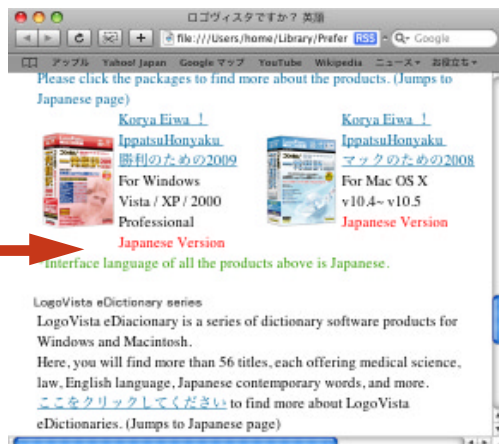 ロゴヴィスタですか? 英順
file:///Users/home/Library/Prefer RSS Google
アップル Yahoo! Japan Google マップ YouTube Wikipedia ニュース お役立ち
Please click the packages to find more about the products. (Jumps to
Japanese page)
Korya Eiwa !
IppatsuHonyaku
勝利のための2009
For Windows
Vista / XP / 2000
Professional
Japanese Version
Korya Eiwa !
IppatsuHonyaku
マックのための2008
For Mac OS X
v10.4~ v10.5
Japanese Version
Interface language of all the products above is Japanese.
LogoVista eDictionary series
LogoVista eDiacionary is a series of dictionary software products for
Windows and Macintosh.
Here, you will find more than 56 titles, each offering medical science,
law, English language, Japanese contemporary words, and more.
ここをクリックしてください to find more about LogoVista
eDictionaries. (Jumps to Japanese page)